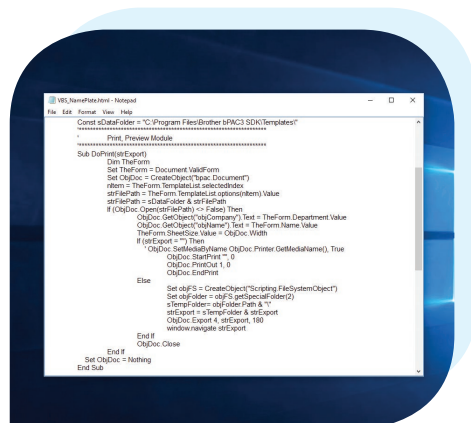 VBS_NamePlate.html - Notepad
File Edit Format View Help
Const sDataFolder = "C:\Program Files\Brother bPAC3 SDK\Templates\"
'*******************************************************************
' Print, Preview Module
'*******************************************************************
Sub DoPrint(strExport)
Dim TheForm
Set TheForm = Document.ValidForm
Set ObjDoc = CreateObject("bpac.Document")
nItem = TheForm.TemplateList.selectedIndex
strFilePath = TheForm.TemplateList.options(nItem).Value
strFilePath = sDataFolder & strFilePath
If (ObjDoc.Open(strFilePath) <> False) Then
ObjDoc.GetObject("objCompany").Text = TheForm.Department.Value
ObjDoc.GetObject("objName").Text = TheForm.Name.Value
TheForm.SheetSize.Value = ObjDoc.Width
If (strExport = "") Then
' ObjDoc.SetMediaByName ObjDoc.Printer.GetMediaName(), True
ObjDoc.StartPrint "", 0
ObjDoc.PrintOut 1, 0
ObjDoc.EndPrint
Else
Set objFS = CreateObject("Scripting.FileSystemObject")
Set objFolder = objFS.getSpecialFolder(2)
sTempFolder= objFolder.Path & "\"
strExport = sTempFolder & strExport
ObjDoc.Export 4, strExport, 180
window.navigate strExport
End If
ObjDoc.Close
End If
Set ObjDoc = Nothing
End Sub